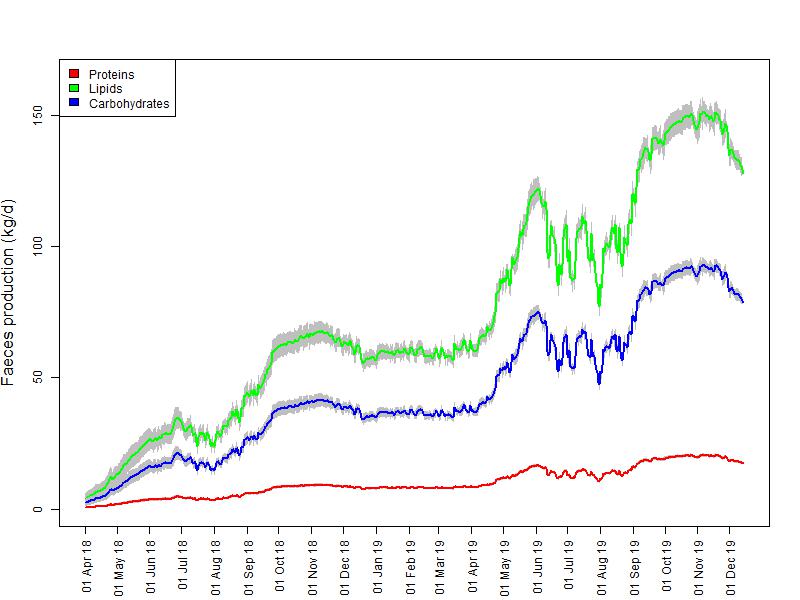 Proteins
Lipids
Carbohydrates
Faeces production (kg/d)
150
100
50
0
01 Apr 18
01 May 18
01 Jun 18
01 Jul 18
01 Aug 18
01 Sep 18
01 Oct 18
01 Nov 18
01 Dec 18
01 Jan 19
01 Feb 19
01 Mar 19
01 Apr 19
01 May 19
01 Jun 19
01 Jul 19
01 Aug 19
01 Sep 19
01 Oct 19
01 Nov 19
01 Dec 19